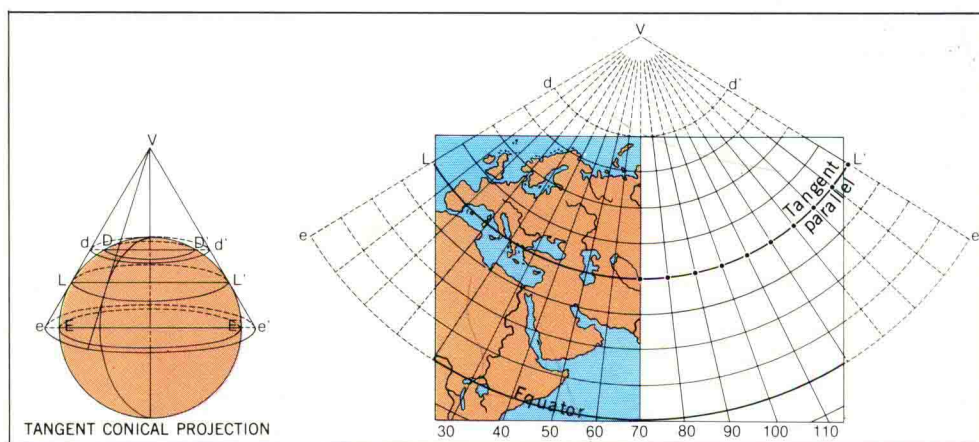 V
d D D d'
L L'
e E E e'
TANGENT CONICAL PROJECTION
V
d d'
L L'
Tangent
parallel
e e
Equator
30 40 50 60 70 80 90 100 110